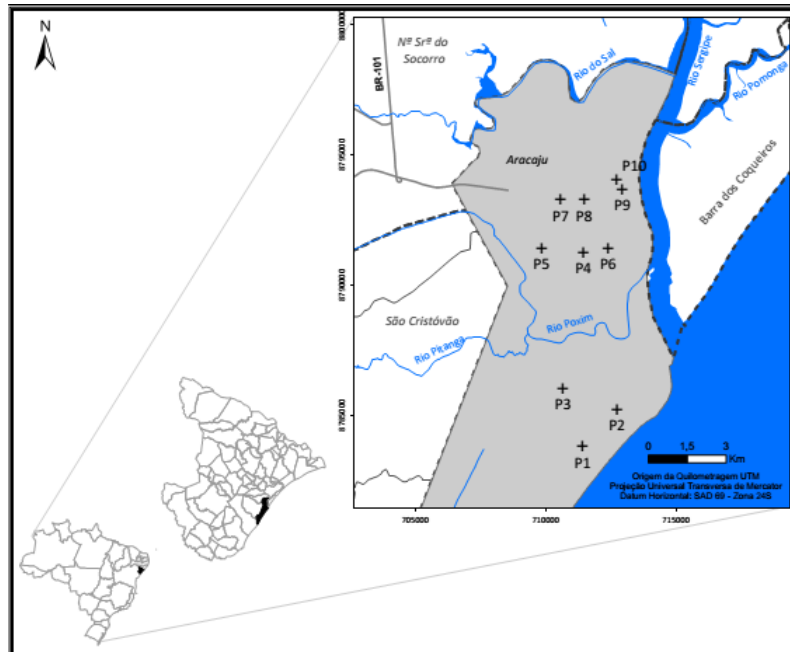 N
8800000
8795000
8790000
8785000
Nª Srª do
Socorro
BR-101
Rio do Sal
Rio Sergipe
Rio Pomonga
Barra dos Coqueiros
Aracaju
P10
P9
P7
P8
P5
P4
P6
São Cristóvão
Rio Poxim
Rio Pitanga
P3
P2
P1
0
1,5
3
Km
Origem da Quilometragem UTM
Projeção Universal Transversa de Mercator
Datum Horizontal: SAD 69 - Zona 24S
705000
710000
715000